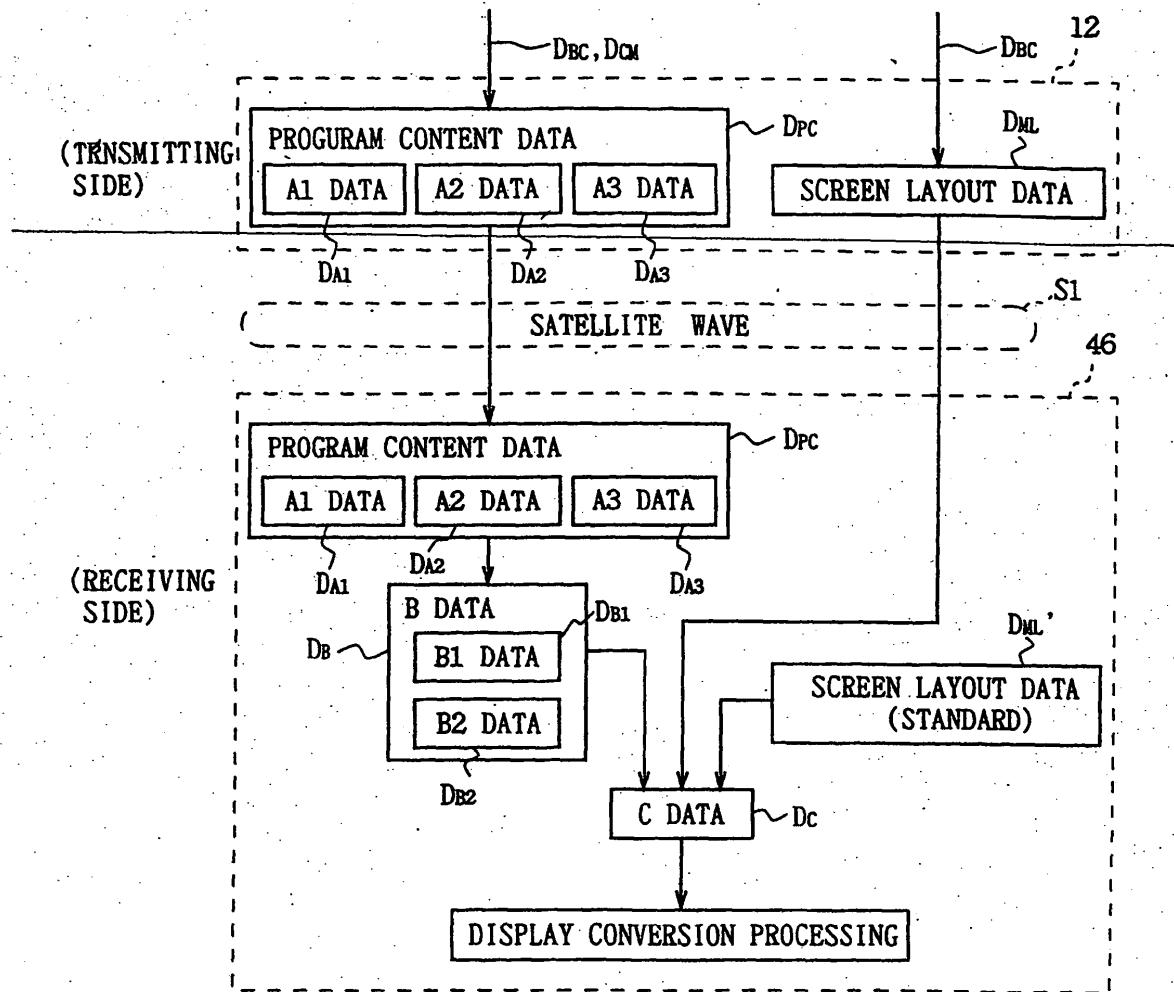 DBC, DCM
DBC
12
PROGURAM CONTENT DATA
DPC
DML
(TRNSMITTING
SIDE)
A1 DATA
A2 DATA
A3 DATA
SCREEN LAYOUT DATA
DA1
DA2
DA3
S1
SATELLITE WAVE
46
PROGRAM CONTENT DATA
DPC
A1 DATA
A2 DATA
A3 DATA
DA1
DA2
DA3
(RECEIVING
SIDE)
B DATA
DB1
DML'
DB
B1 DATA
SCREEN LAYOUT DATA
(STANDARD)
B2 DATA
DB2
C DATA
DC
DISPLAY CONVERSION PROCESSING